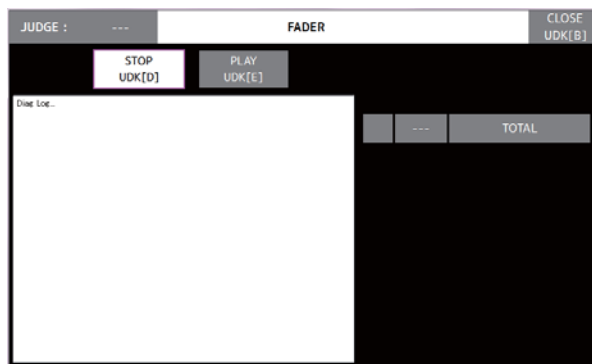 JUDGE : --- FADER CLOSE
UDK[B]
STOP PLAY
UDK[D] UDK[E]
Diag Log...
--- TOTAL